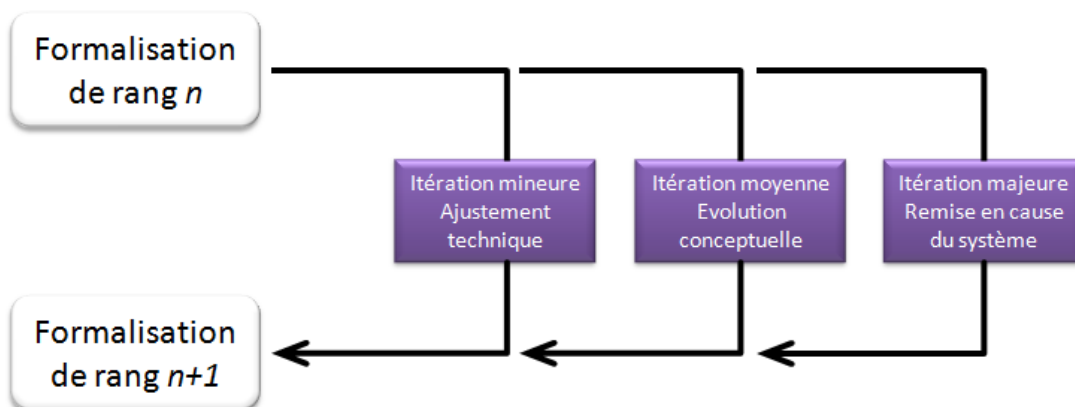 Formalisation
de rang n
Itération mineure
Ajustement
technique
Itération moyenne
Evolution
conceptuelle
Itération majeure
Remise en cause
du système
Formalisation
de rang n+1